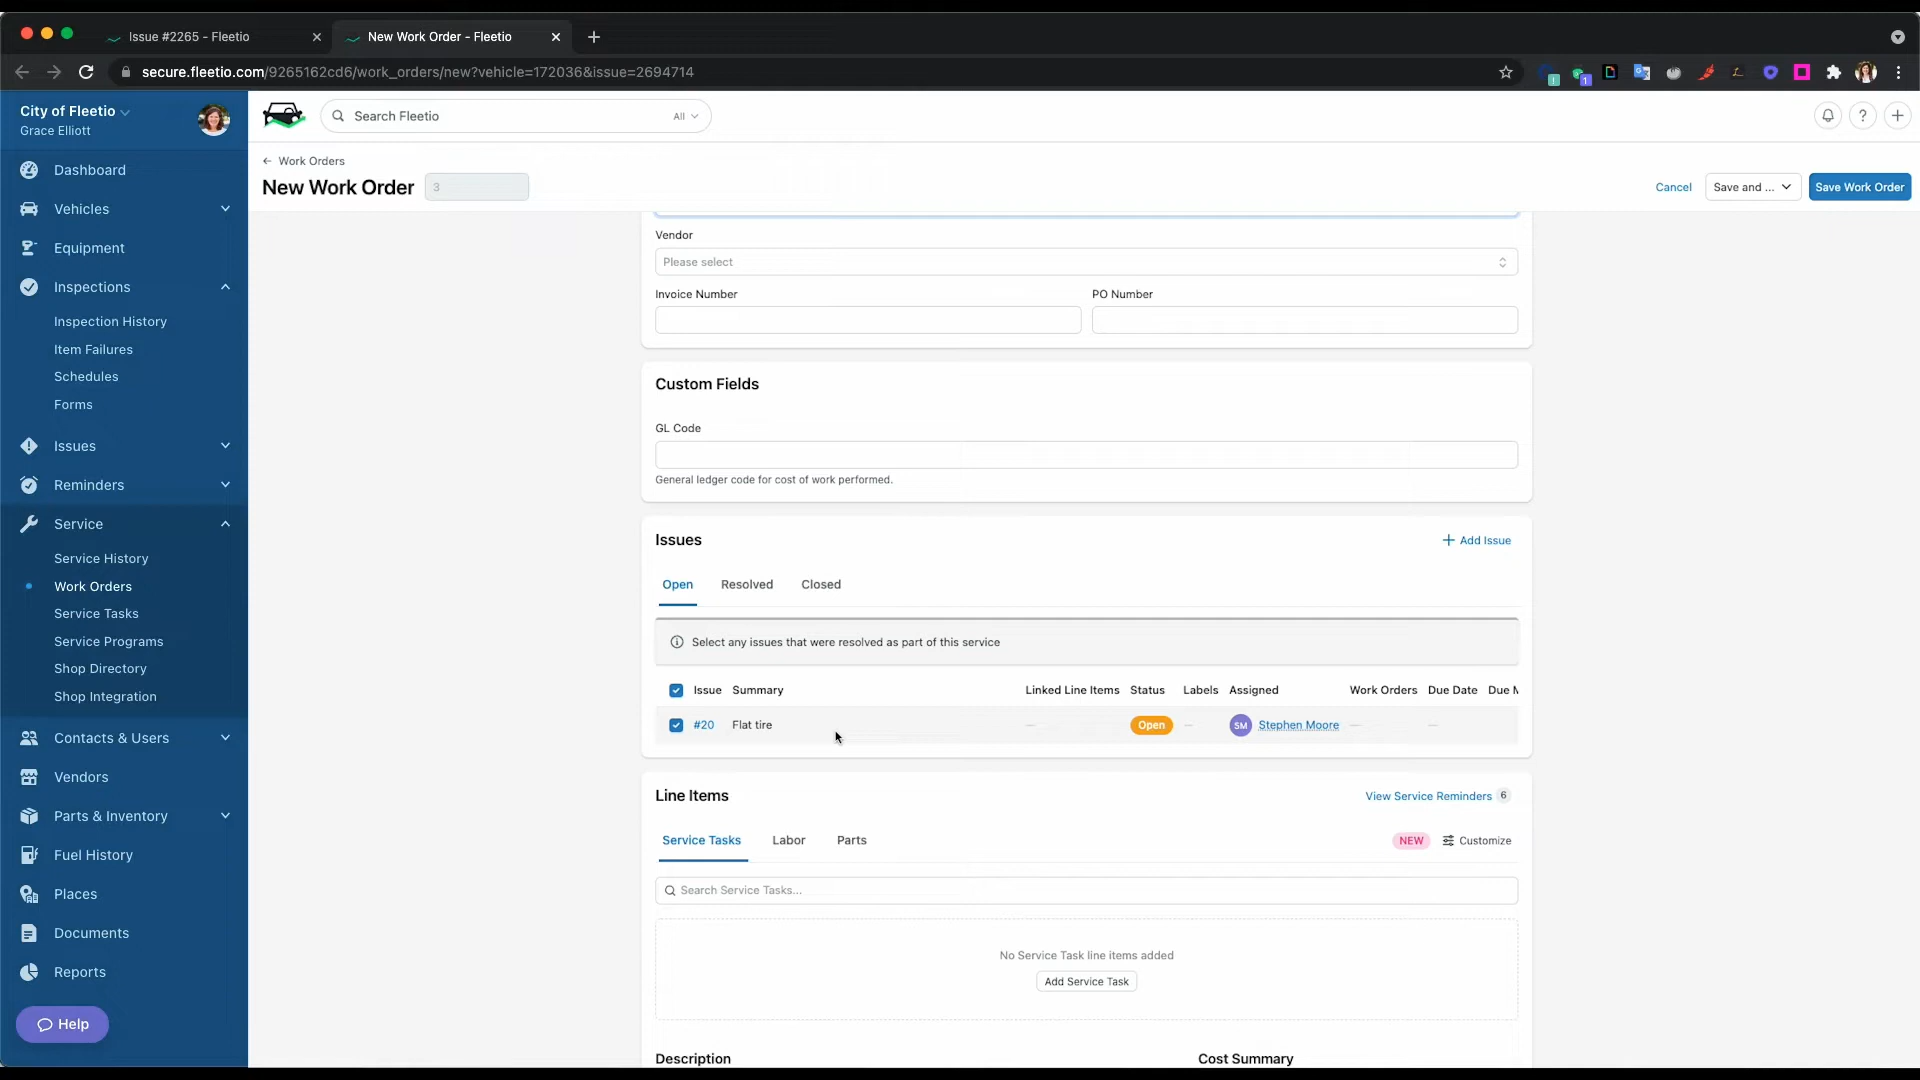 Issue #2265 - Fleetio
New Work Order - Fleetio
secure.fleetio.com/9265162cd6/work_orders/new?vehicle=172036&issue=2694714
City of Fleetio
Grace Elliott
Search Fleetio
All
Dashboard
Vehicles
Equipment
Inspections
Inspection History
Item Failures
Schedules
Forms
Issues
Reminders
Service
Service History
Work Orders
Service Tasks
Service Programs
Shop Directory
Shop Integration
Contacts & Users
Vendors
Parts & Inventory
Fuel History
Places
Documents
Reports
Help
← Work Orders
New Work Order 3
Cancel
Save and ...
Save Work Order
Vendor
Please select
Invoice Number
PO Number
Custom Fields
GL Code
General ledger code for cost of work performed.
Issues
+ Add Issue
Open Resolved Closed
Select any issues that were resolved as part of this service
Issue Summary Linked Line Items Status Labels Assigned Work Orders Due Date Due M
#20 Flat tire — Open — SM Stephen Moore — —
Line Items
View Service Reminders 6
Service Tasks Labor Parts
NEW Customize
Search Service Tasks...
No Service Task line items added
Add Service Task
Description
Cost Summary